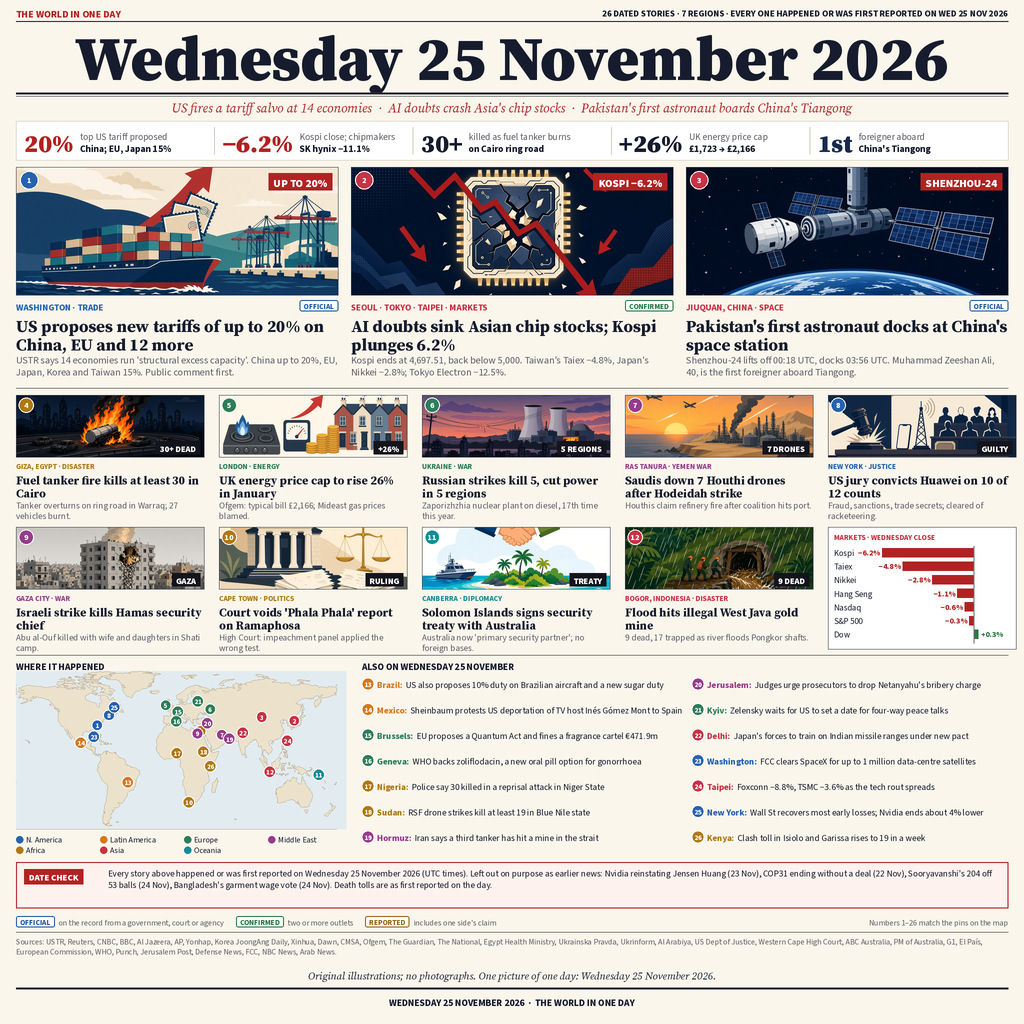 THE WORLD IN ONE DAY
26 DATED STORIES · 7 REGIONS · EVERY ONE HAPPENED OR WAS FIRST REPORTED ON WED 25 NOV 2026
Wednesday 25 November 2026
US fires a tariff salvo at 14 economies · AI doubts crash Asia's chip stocks · Pakistan's first astronaut boards China's Tiangong
20%
top US tariff proposed
China; EU, Japan 15%
−6.2%
Kospi close; chipmakers
SK hynix −11.1%
30+
killed as fuel tanker burns
on Cairo ring road
+26%
UK energy price cap
£1,723 → £2,166
1st
foreigner aboard
China's Tiangong
1
UP TO 20%
WASHINGTON · TRADE
OFFICIAL
US proposes new tariffs of up to 20% on
China, EU and 12 more
USTR says 14 economies run 'structural excess capacity'. China up to 20%, EU,
Japan, Korea and Taiwan 15%. Public comment first.
2
KOSPI −6.2%
SEOUL · TOKYO · TAIPEI · MARKETS
CONFIRMED
AI doubts sink Asian chip stocks; Kospi
plunges 6.2%
Kospi ends at 4,697.51, back below 5,000. Taiwan's Taiex −4.8%, Japan's
Nikkei −2.8%; Tokyo Electron −12.5%.
3
SHENZHOU-24
JIUQUAN, CHINA · SPACE
OFFICIAL
Pakistan's first astronaut docks at China's
space station
Shenzhou-24 lifts off 00:18 UTC, docks 03:56 UTC. Muhammad Zeeshan Ali,
40, is the first foreigner aboard Tiangong.
4
30+ DEAD
GIZA, EGYPT · DISASTER
Fuel tanker fire kills at least 30 in
Cairo
Tanker overturns on ring road in Warraq; 27
vehicles burnt.
5
+26%
LONDON · ENERGY
UK energy price cap to rise 26%
in January
Ofgem: typical bill £2,166; Mideast gas prices
blamed.
6
5 REGIONS
UKRAINE · WAR
Russian strikes kill 5, cut power
in 5 regions
Zaporizhzhia nuclear plant on diesel, 17th time
this year.
7
7 DRONES
RAS TANURA · YEMEN WAR
Saudis down 7 Houthi drones
after Hodeidah strike
Houthis claim refinery fire after coalition hits port.
8
GUILTY
NEW YORK · JUSTICE
US jury convicts Huawei on 10 of
12 counts
Fraud, sanctions, trade secrets; cleared of
racketeering.
9
GAZA
GAZA CITY · WAR
Israeli strike kills Hamas security
chief
Abu al-Ouf killed with wife and daughters in Shati
camp.
10
RULING
CAPE TOWN · POLITICS
Court voids 'Phala Phala' report
on Ramaphosa
High Court: impeachment panel applied the
wrong test.
11
TREATY
CANBERRA · DIPLOMACY
Solomon Islands signs security
treaty with Australia
Australia now 'primary security partner'; no
foreign bases.
12
9 DEAD
BOGOR, INDONESIA · DISASTER
Flood hits illegal West Java gold
mine
9 dead, 17 trapped as river floods Pongkor shafts.
MARKETS · WEDNESDAY CLOSE
Kospi −6.2%
Taiex −4.8%
Nikkei −2.8%
Hang Seng −1.1%
Nasdaq −0.6%
S&P 500 −0.3%
Dow +0.3%
WHERE IT HAPPENED
25
8
1
23
14
13
5
15
16
21
6
20
9
7
19
22
3
2
24
17
18
26
10
12
11
N. America
Latin America
Europe
Middle East
Africa
Asia
Oceania
ALSO ON WEDNESDAY 25 NOVEMBER
13 Brazil: US also proposes 10% duty on Brazilian aircraft and a new sugar duty
14 Mexico: Sheinbaum protests US deportation of TV host Inés Gómez Mont to Spain
15 Brussels: EU proposes a Quantum Act and fines a fragrance cartel €471.9m
16 Geneva: WHO backs zoliflodacin, a new oral pill option for gonorrhoea
17 Nigeria: Police say 30 killed in a reprisal attack in Niger State
18 Sudan: RSF drone strikes kill at least 19 in Blue Nile state
19 Hormuz: Iran says a third tanker has hit a mine in the strait
20 Jerusalem: Judges urge prosecutors to drop Netanyahu's bribery charge
21 Kyiv: Zelensky waits for US to set a date for four-way peace talks
22 Delhi: Japan's forces to train on Indian missile ranges under new pact
23 Washington: FCC clears SpaceX for up to 1 million data-centre satellites
24 Taipei: Foxconn −8.8%, TSMC −3.6% as the tech rout spreads
25 New York: Wall St recovers most early losses; Nvidia ends about 4% lower
26 Kenya: Clash toll in Isiolo and Garissa rises to 19 in a week
DATE CHECK
Every story above happened or was first reported on Wednesday 25 November 2026 (UTC times). Left out on purpose as earlier news: Nvidia reinstating Jensen Huang (23 Nov), COP31 ending without a deal (22 Nov), Sooryavanshi's 204 off
53 balls (24 Nov), Bangladesh's garment wage vote (24 Nov). Death tolls are as first reported on the day.
OFFICIAL on the record from a government, court or agency
CONFIRMED two or more outlets
REPORTED includes one side's claim
Numbers 1–26 match the pins on the map
Sources: USTR, Reuters, CNBC, BBC, Al Jazeera, AP, Yonhap, Korea JoongAng Daily, Xinhua, Dawn, CMSA, Ofgem, The Guardian, The National, Egypt Health Ministry, Ukrainska Pravda, Ukrinform, Al Arabiya, US Dept of Justice, Western Cape High Court, ABC Australia, PM of Australia, G1, El País,
European Commission, WHO, Punch, Jerusalem Post, Defense News, FCC, NBC News, Arab News.
Original illustrations; no photographs. One picture of one day: Wednesday 25 November 2026.
WEDNESDAY 25 NOVEMBER 2026 · THE WORLD IN ONE DAY